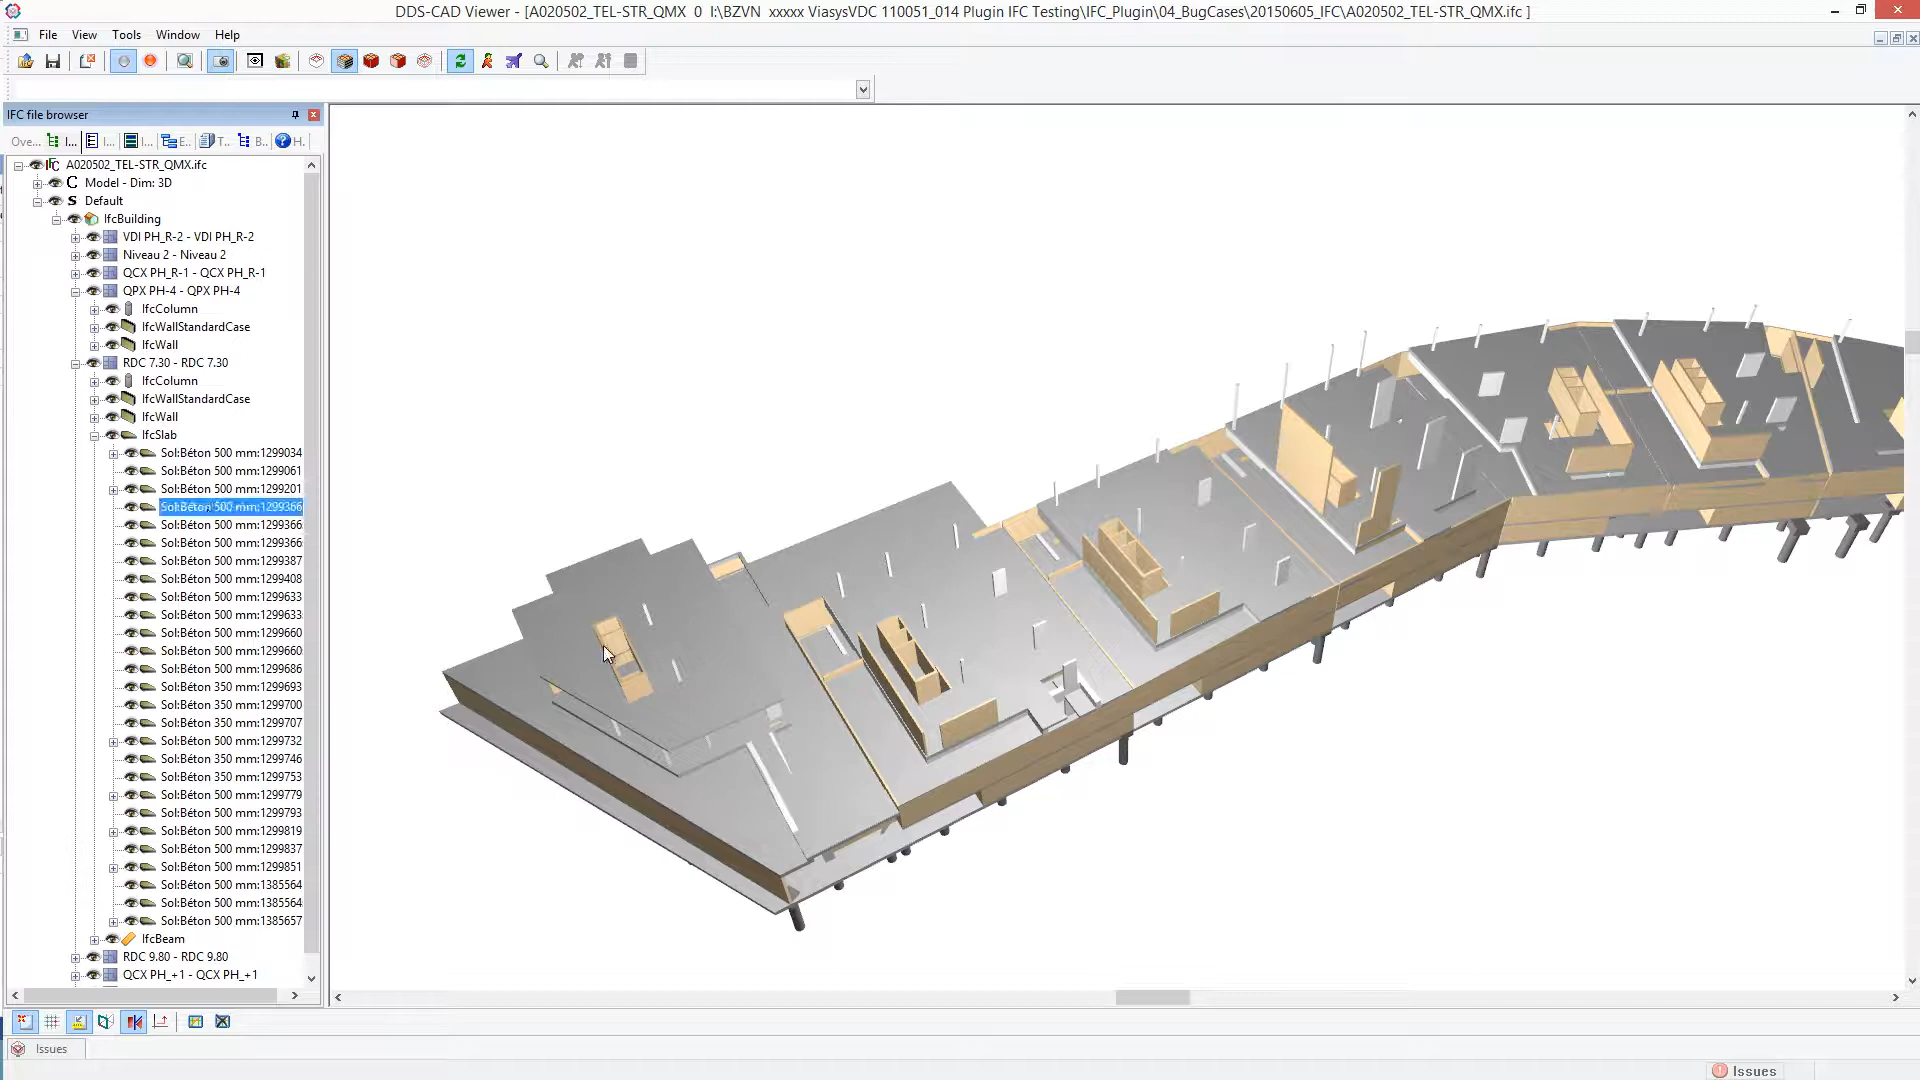 DDS-CAD Viewer - [A020502_TEL-STR_QMX  0  I:\BZVN  xxxxx ViasysVDC 110051_014 Plugin IFC Testing\IFC_Plugin\04_BugCases\20150605_IFC\A020502_TEL-STR_QMX.ifc ]
File View Tools Window Help
IFC file browser
Ove... I... I... I... E... T... B... H.
A020502_TEL-STR_QMX.ifc
Model - Dim: 3D
Default
IfcBuilding
VDI PH_R-2 - VDI PH_R-2
Niveau 2 - Niveau 2
QCX PH_R-1 - QCX PH_R-1
QPX PH-4 - QPX PH-4
IfcColumn
IfcWallStandardCase
IfcWall
RDC 7.30 - RDC 7.30
IfcColumn
IfcWallStandardCase
IfcWall
IfcSlab
Sol:Béton 500 mm:1299034
Sol:Béton 500 mm:1299061
Sol:Béton 500 mm:1299201
Sol:Béton 500 mm:1299366
Sol:Béton 500 mm:1299366
Sol:Béton 500 mm:1299366
Sol:Béton 500 mm:1299387
Sol:Béton 500 mm:1299408
Sol:Béton 500 mm:1299633
Sol:Béton 500 mm:1299633
Sol:Béton 500 mm:1299660
Sol:Béton 500 mm:1299660
Sol:Béton 500 mm:1299686
Sol:Béton 350 mm:1299693
Sol:Béton 350 mm:1299700
Sol:Béton 350 mm:1299707
Sol:Béton 500 mm:1299732
Sol:Béton 350 mm:1299746
Sol:Béton 350 mm:1299753
Sol:Béton 500 mm:1299779
Sol:Béton 500 mm:1299793
Sol:Béton 500 mm:1299819
Sol:Béton 500 mm:1299837
Sol:Béton 500 mm:1299851
Sol:Béton 500 mm:1385564
Sol:Béton 500 mm:1385564
Sol:Béton 500 mm:1385657
IfcBeam
RDC 9.80 - RDC 9.80
QCX PH_+1 - QCX PH_+1
Issues
Issues